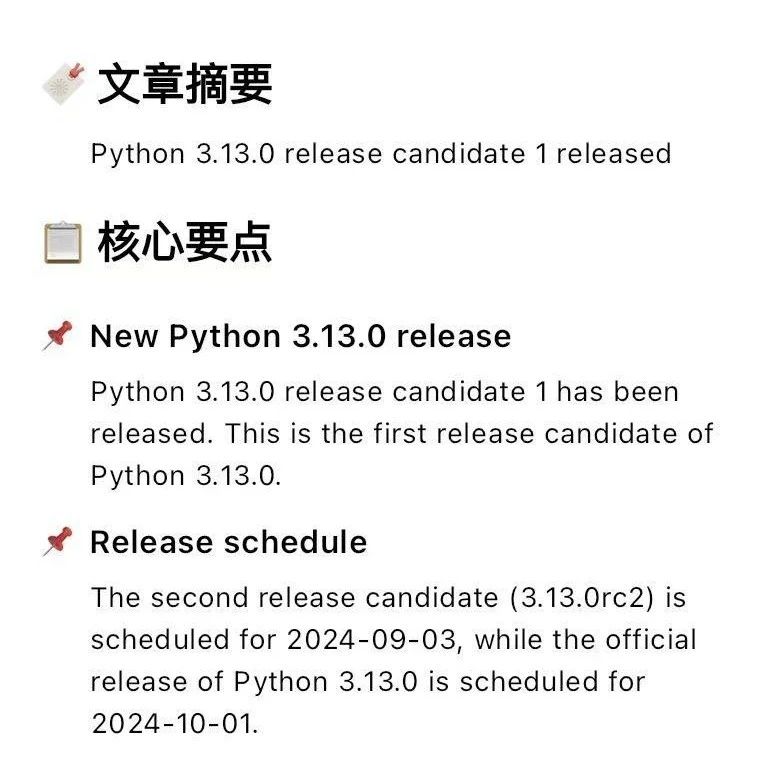 文章摘要
Python 3.13.0 release candidate 1 released
核心要点
New Python 3.13.0 release
Python 3.13.0 release candidate 1 has been
released. This is the first release candidate of
Python 3.13.0.
Release schedule
The second release candidate (3.13.0rc2) is
scheduled for 2024-09-03, while the official
release of Python 3.13.0 is scheduled for
2024-10-01.